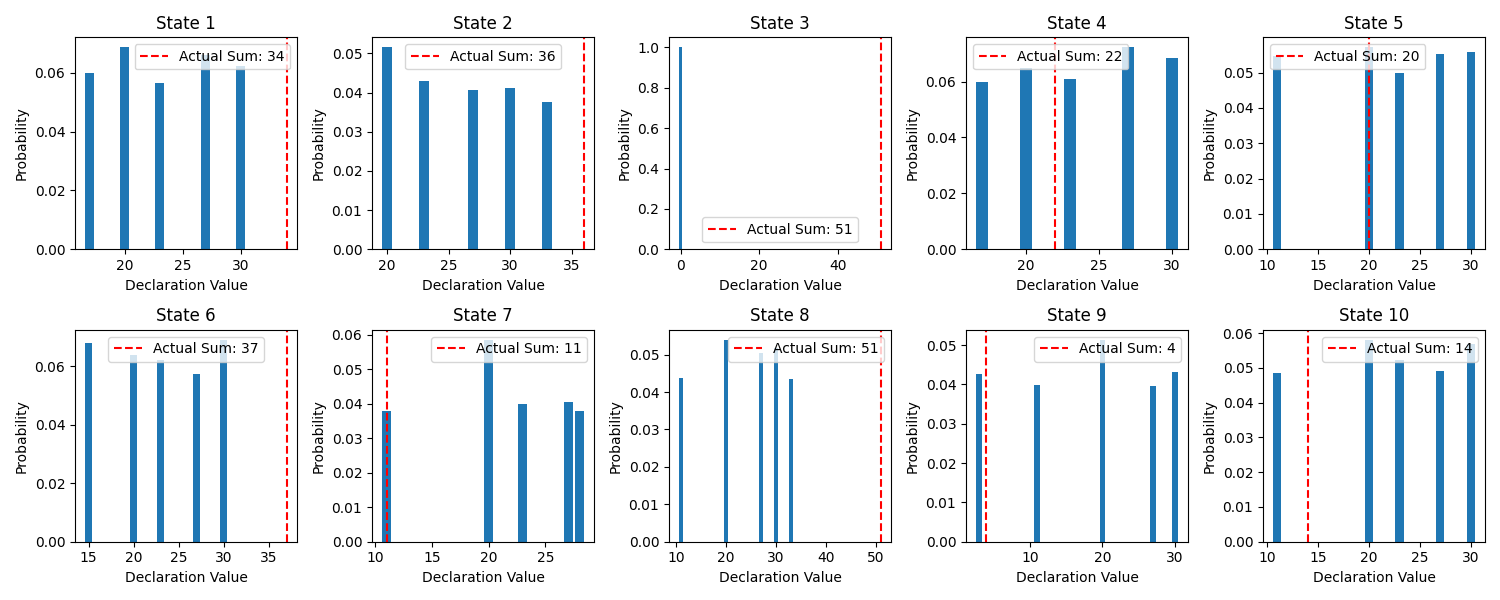 State 1
Actual Sum: 34
Probability
0.06
0.04
0.02
0.00
20
25
30
Declaration Value
State 2
Actual Sum: 36
Probability
0.05
0.04
0.03
0.02
0.01
0.00
20
25
30
35
Declaration Value
State 3
Actual Sum: 51
Probability
1.0
0.8
0.6
0.4
0.2
0.0
0
20
40
Declaration Value
State 4
Actual Sum: 22
Probability
0.06
0.04
0.02
0.00
20
25
30
Declaration Value
State 5
Actual Sum: 20
Probability
0.05
0.04
0.03
0.02
0.01
0.00
10
15
20
25
30
Declaration Value
State 6
Actual Sum: 37
Probability
0.06
0.04
0.02
0.00
15
20
25
30
35
Declaration Value
State 7
Actual Sum: 11
Probability
0.06
0.05
0.04
0.03
0.02
0.01
0.00
10
15
20
25
Declaration Value
State 8
Actual Sum: 51
Probability
0.05
0.04
0.03
0.02
0.01
0.00
10
20
30
40
50
Declaration Value
State 9
Actual Sum: 4
Probability
0.05
0.04
0.03
0.02
0.01
0.00
10
20
30
Declaration Value
State 10
Actual Sum: 14
Probability
0.06
0.05
0.04
0.03
0.02
0.01
0.00
10
15
20
25
30
Declaration Value